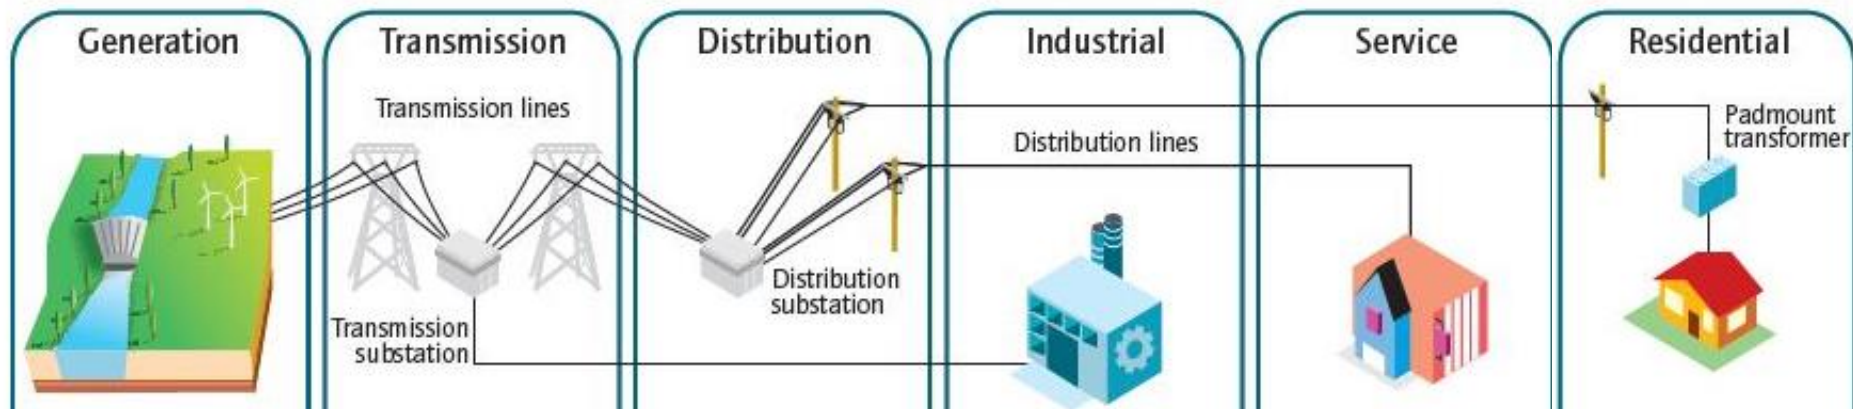 Generation
Transmission
Distribution
Industrial
Service
Residential
Transmission lines
Distribution lines
Padmount
transformer
Distribution
substation
Transmission
substation